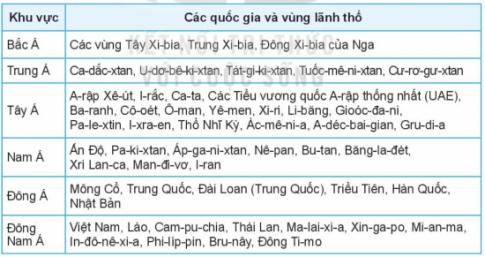 Khu vực Các quốc gia và vùng lãnh thổ
Bắc Á Các vùng Tây Xi-bia, Trung Xi-bia, Đông Xi-bia của Nga
Trung Á Ca-dắc-xtan, U-dơ-bê-ki-xtan, Tát-gi-ki-xtan, Tuốc-mê-ni-xtan, Cư-rơ-gư-xtan
A-rập Xê-út, I-rắc, Ca-ta, Các Tiểu vương quốc A-rập thống nhất (UAE),
Tây Á Ba-ranh, Cô-oét, Ô-man, Yê-men, Xi-ri, Li-băng, Gioóc-đa-ni,
Pa-le-xtin, I-xra-en, Thổ Nhĩ Kỳ, Ác-mê-ni-a, A-déc-bai-gian, Gru-di-a
Nam Á Ấn Độ, Pa-ki-xtan, Áp-ga-ni-xtan, Nê-pan, Bu-tan, Băng-la-đét,
Xri Lan-ca, Man-đi-vơ, I-ran
Đông Á Mông Cổ, Trung Quốc, Đài Loan (Trung Quốc), Triều Tiên, Hàn Quốc,
Nhật Bản
Đông Việt Nam, Lào, Cam-pu-chia, Thái Lan, Ma-lai-xi-a, Xin-ga-po, Mi-an-ma,
Nam Á In-đô-nê-xi-a, Phi-líp-pin, Bru-nây, Đông Ti-mo
KẾT NỐI TRI THỨC
VỚI CUỘC SỐNG